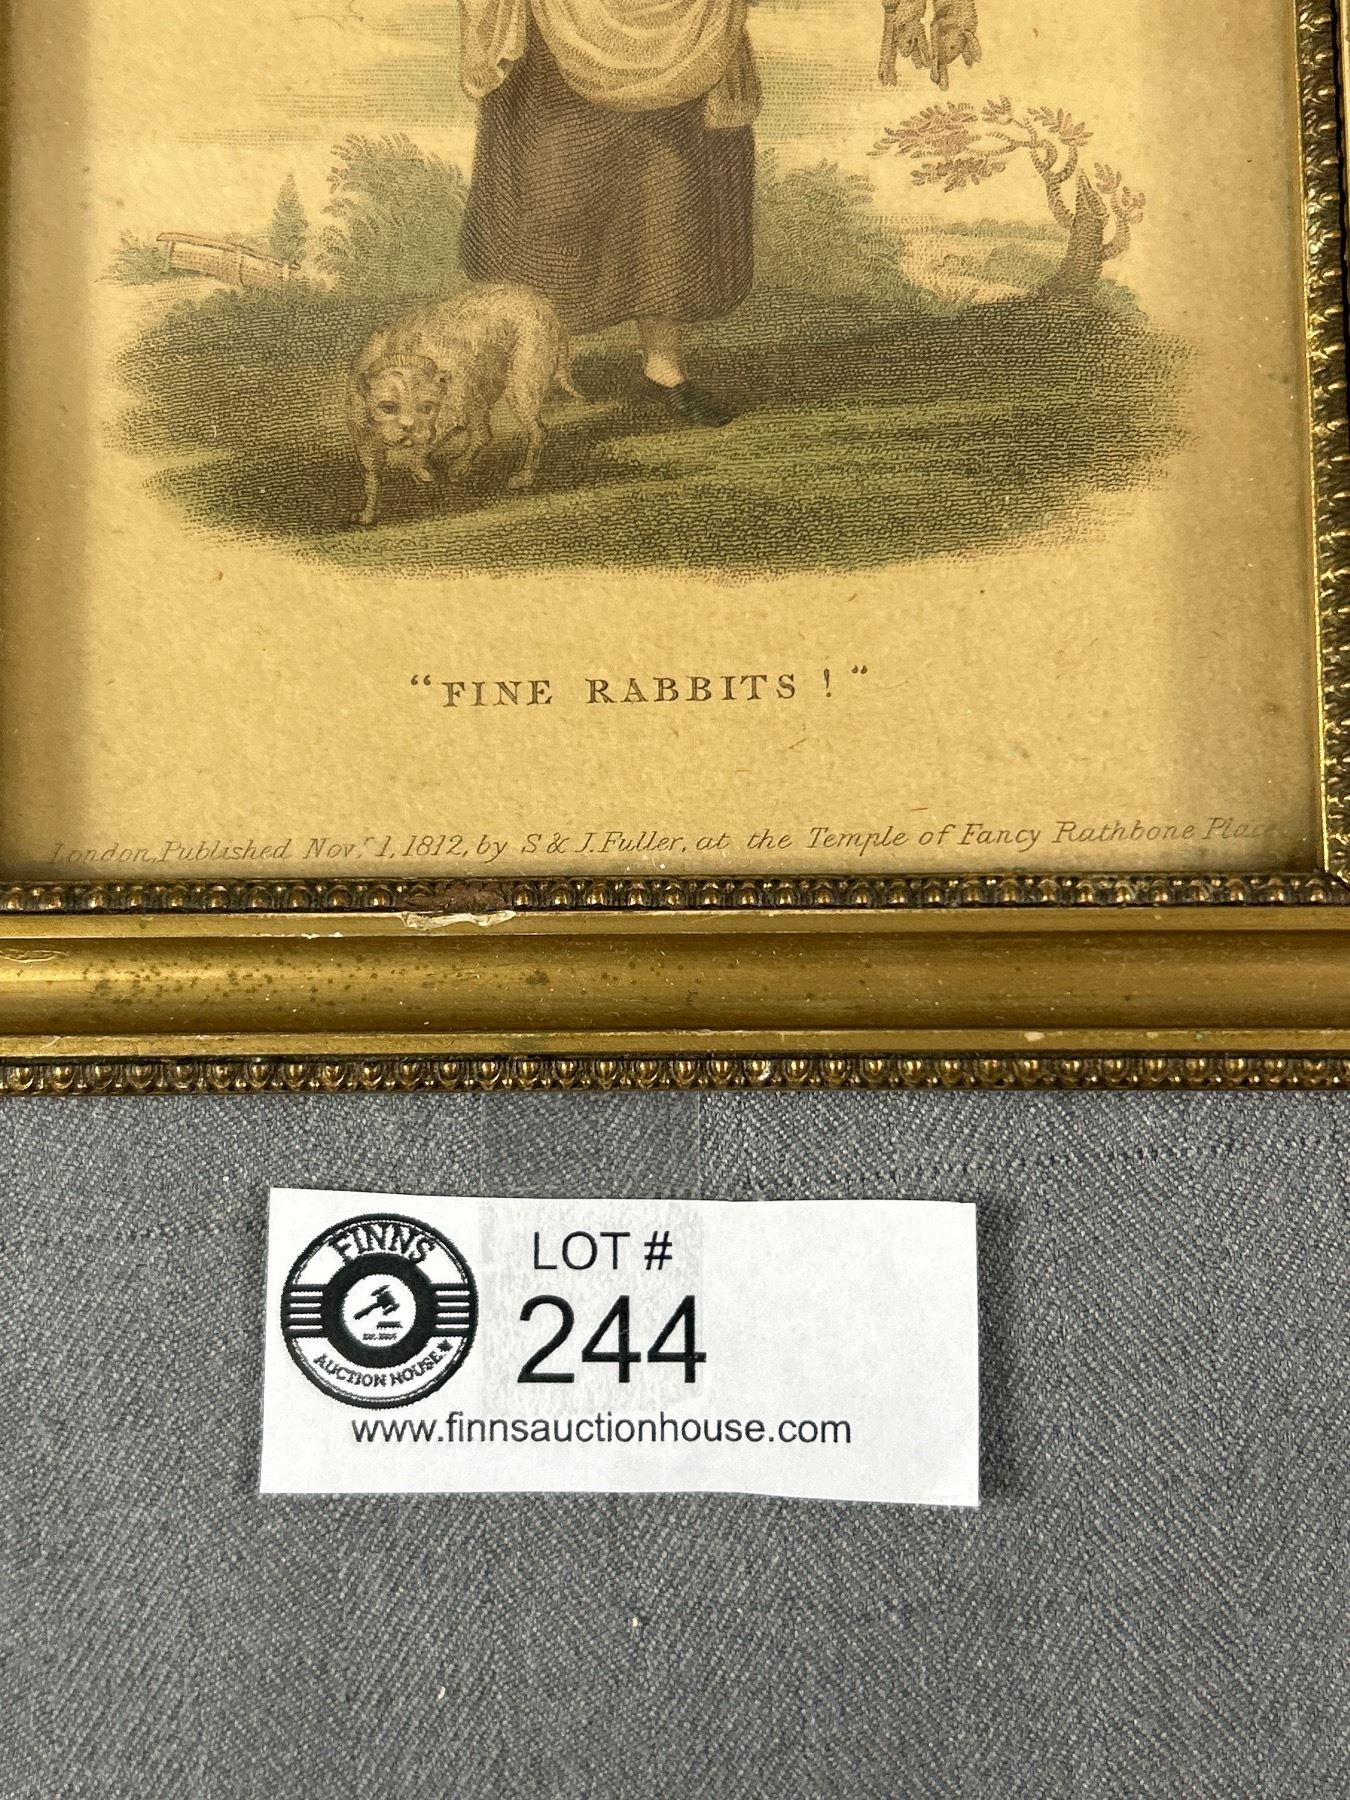 "FINE RABBITS!"
London, Published Nov.r 1, 1812, by S & J. Fuller, at the Temple of Fancy Rathbone Place
FINNS
AUCTION HOUSE
LOT #
244
www.finnsauctionhouse.com